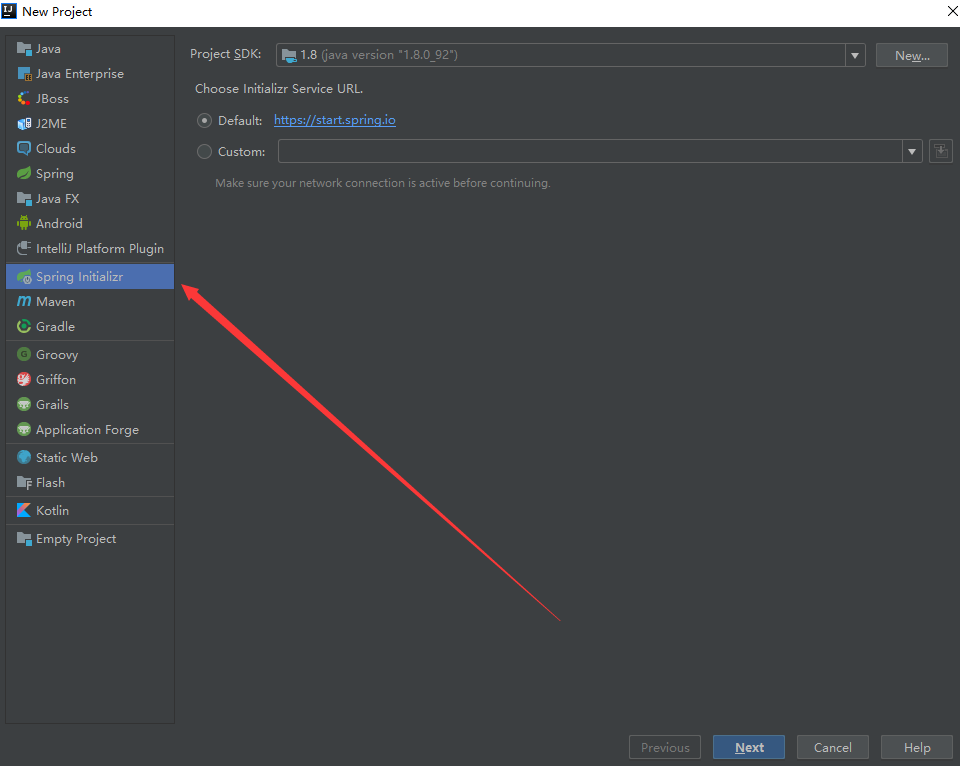 New Project
Java
Java Enterprise
JBoss
J2ME
Clouds
Spring
Java FX
Android
IntelliJ Platform Plugin
Spring Initializr
Maven
Gradle
Groovy
Griffon
Grails
Application Forge
Static Web
Flash
Kotlin
Empty Project
Project SDK: 1.8 (java version "1.8.0_92") New...
Choose Initializr Service URL.
Default: https://start.spring.io
Custom:
Make sure your network connection is active before continuing.
Previous Next Cancel Help